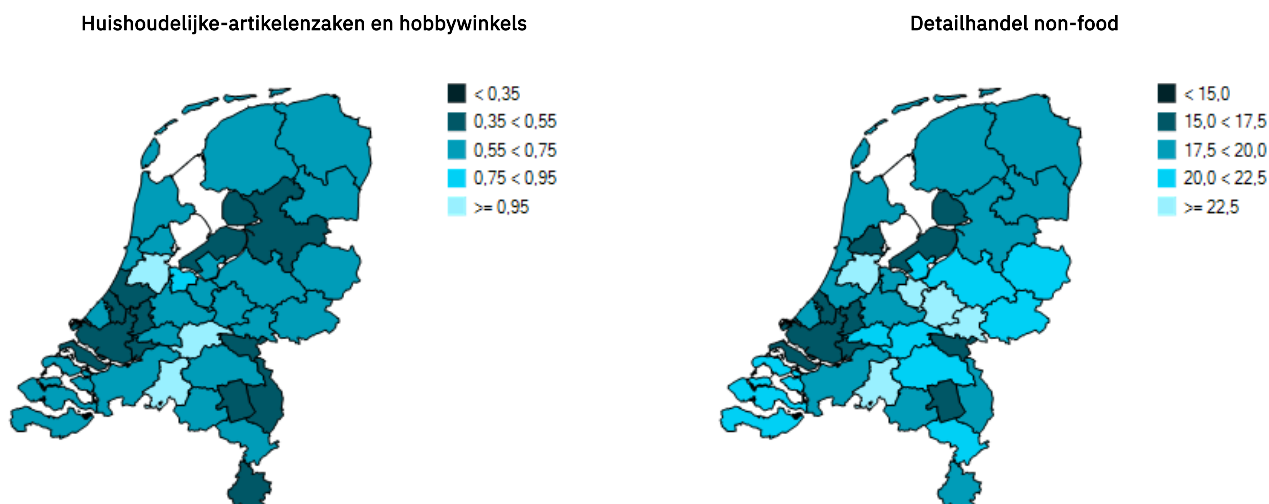 Huishoudelijke-artikelenzaken en hobbywinkels
< 0,35
0,35 < 0,55
0,55 < 0,75
0,75 < 0,95
>= 0,95
Detailhandel non-food
< 15,0
15,0 < 17,5
17,5 < 20,0
20,0 < 22,5
>= 22,5